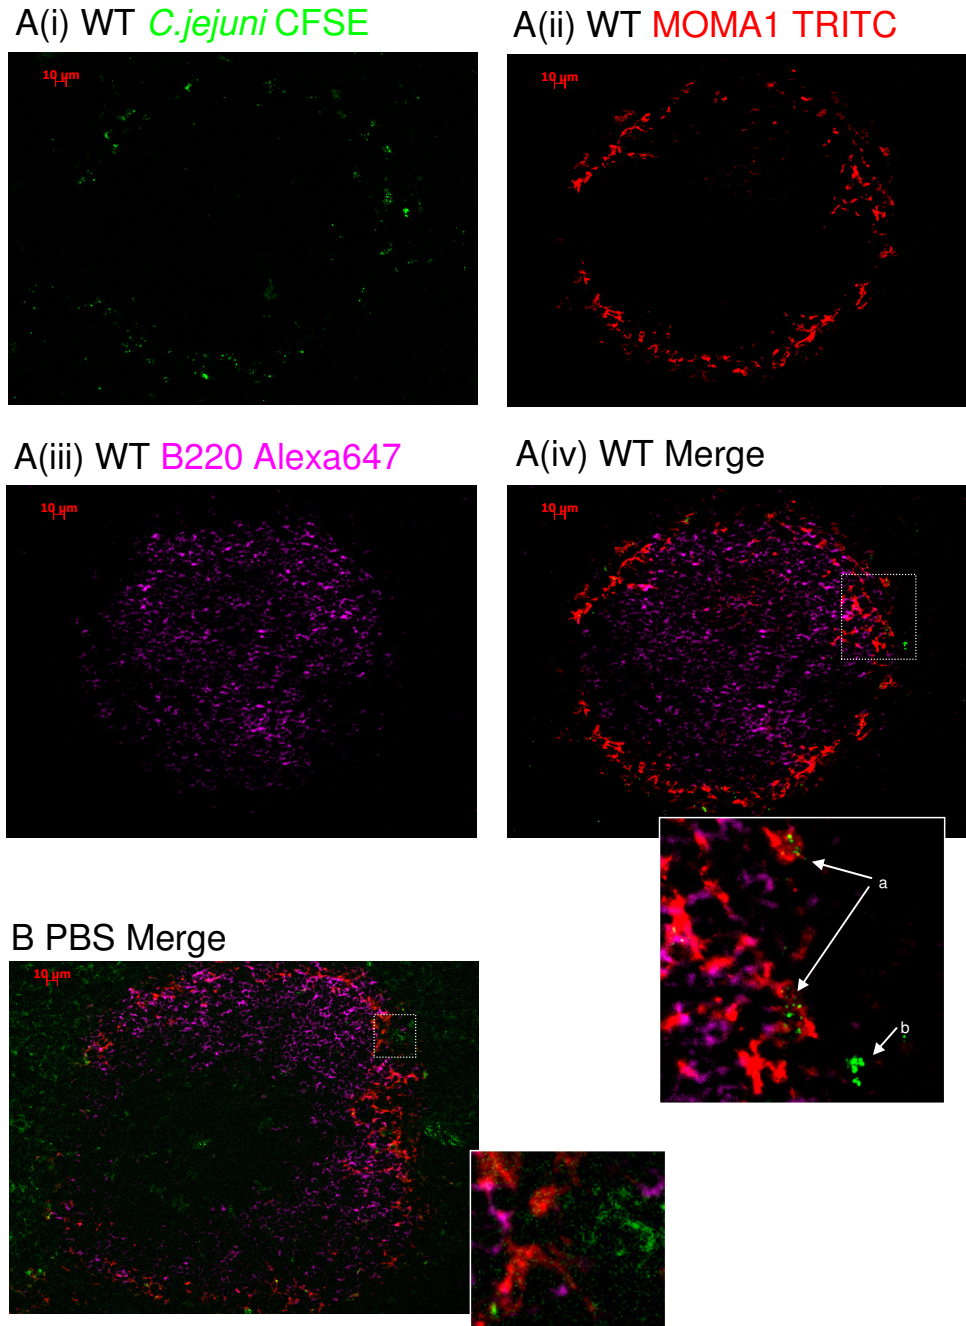 A(i) WT C.jejuni CFSE
A(ii) WT MOMA1 TRITC
10 µm
10 µm
A(iii) WT B220 Alexa647
A(iv) WT Merge
10 µm
10 µm
a
b
B PBS Merge
10 µm